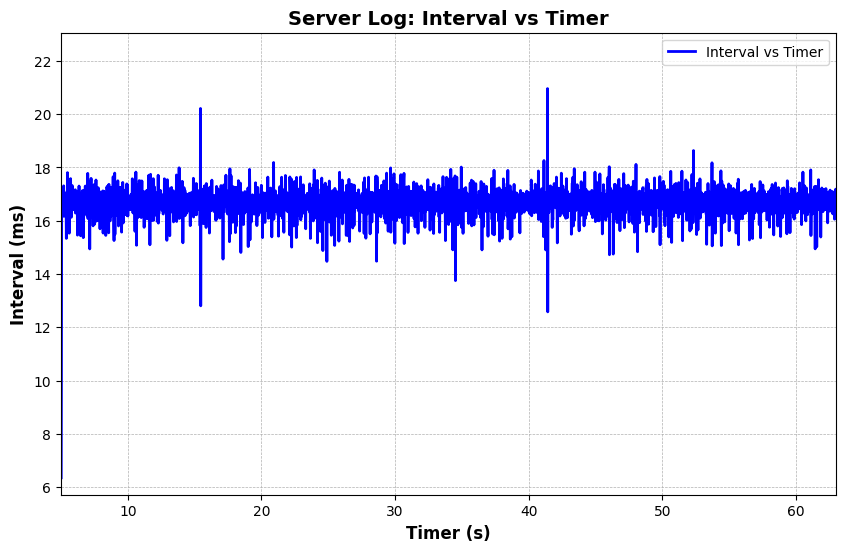 Server Log: Interval vs Timer
Interval vs Timer
22
20
18
16
14
12
10
8
6
Interval (ms)
10 20 30 40 50 60
Timer (s)